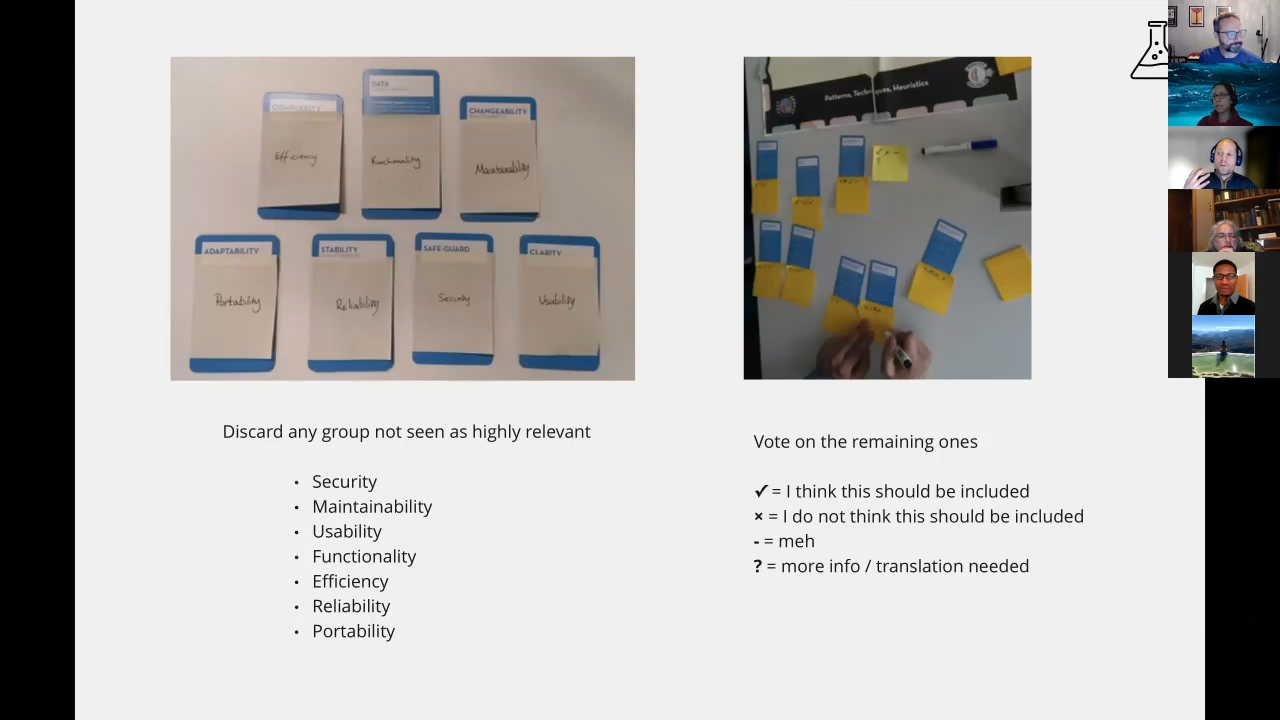 DATA
COMPLEXITY
CHANGEABILITY
Efficiency
Functionality
Maintainability
ADAPTABILITY
STABILITY
SAFE-GUARD
CLARITY
Portability
Reliability
Security
Usability
Patterns, Techniques, Heuristics
Discard any group not seen as highly relevant
• Security
• Maintainability
• Usability
• Functionality
• Efficiency
• Reliability
• Portability
Vote on the remaining ones
✓ = I think this should be included
× = I do not think this should be included
- = meh
? = more info / translation needed